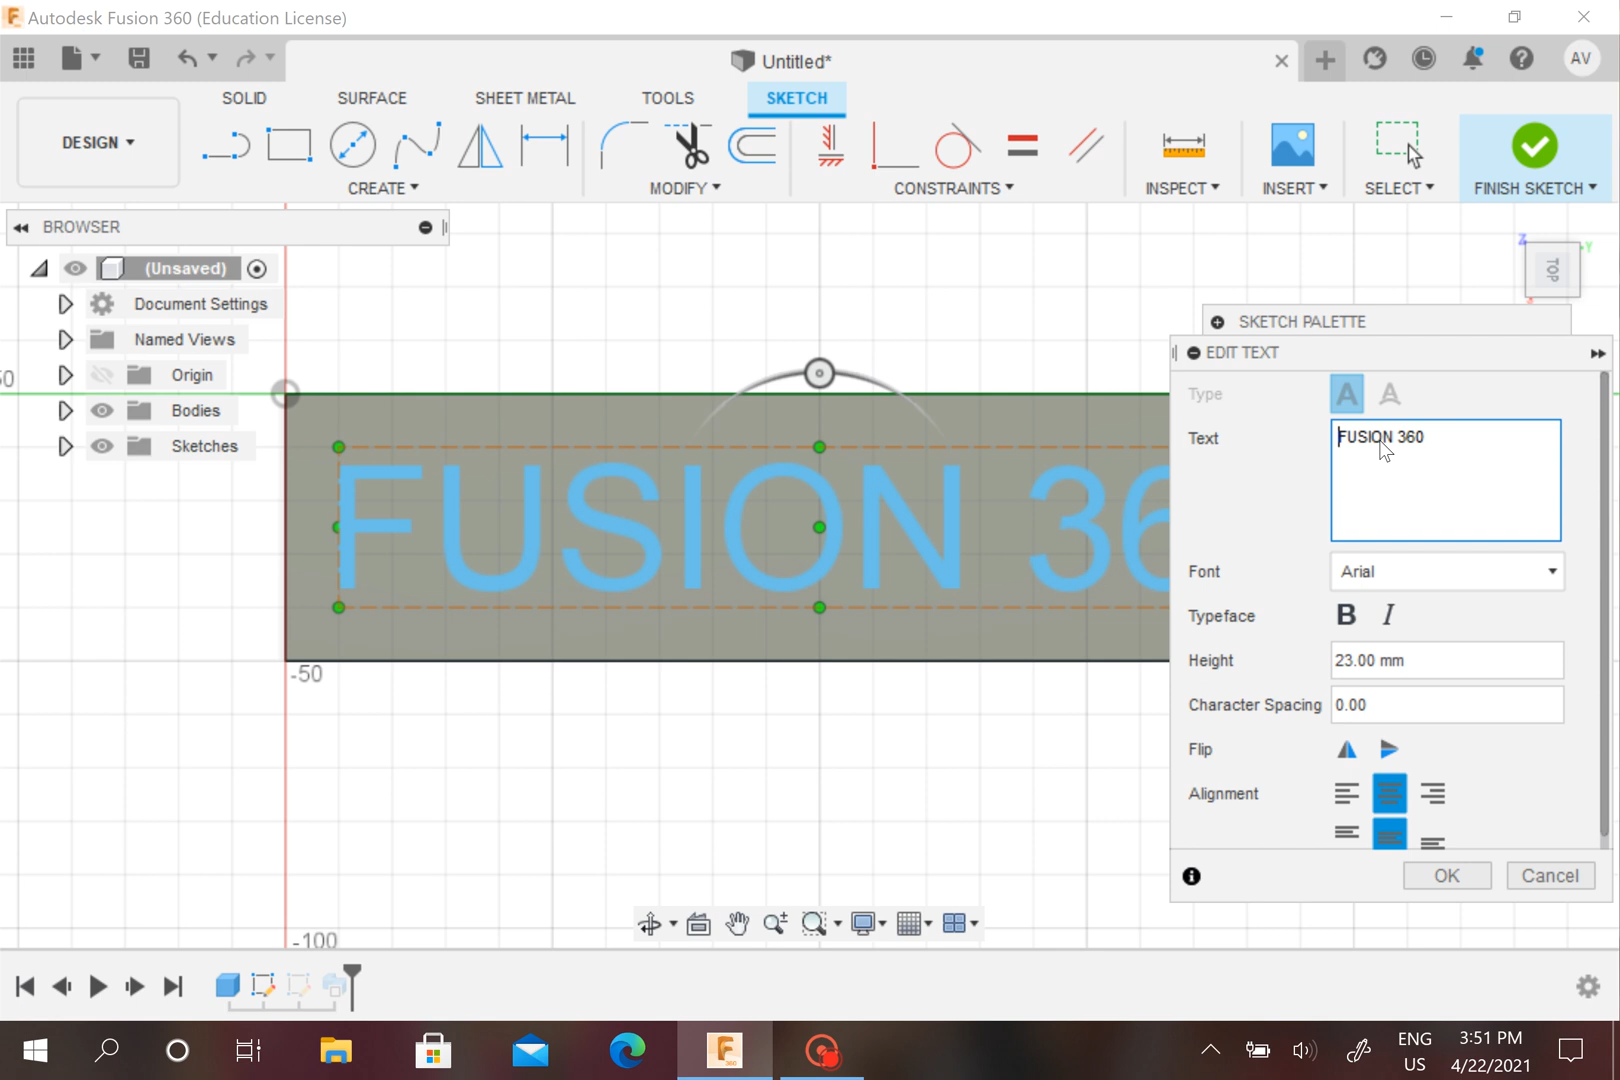 Autodesk Fusion 360 (Education License)
Untitled*
AV
SOLID
SURFACE
SHEET METAL
TOOLS
SKETCH
DESIGN
CREATE
MODIFY
CONSTRAINTS
INSPECT
INSERT
SELECT
FINISH SKETCH
BROWSER
(Unsaved)
Document Settings
Named Views
Origin
Bodies
Sketches
Z
Y
TOP
SKETCH PALETTE
EDIT TEXT
Type
Text
FUSION 360
Font
Arial
Typeface
B I
Height
23.00 mm
Character Spacing
0.00
Flip
Alignment
OK
Cancel
0
FUSION 36
-50
-100
ENG
US
3:51 PM
4/22/2021